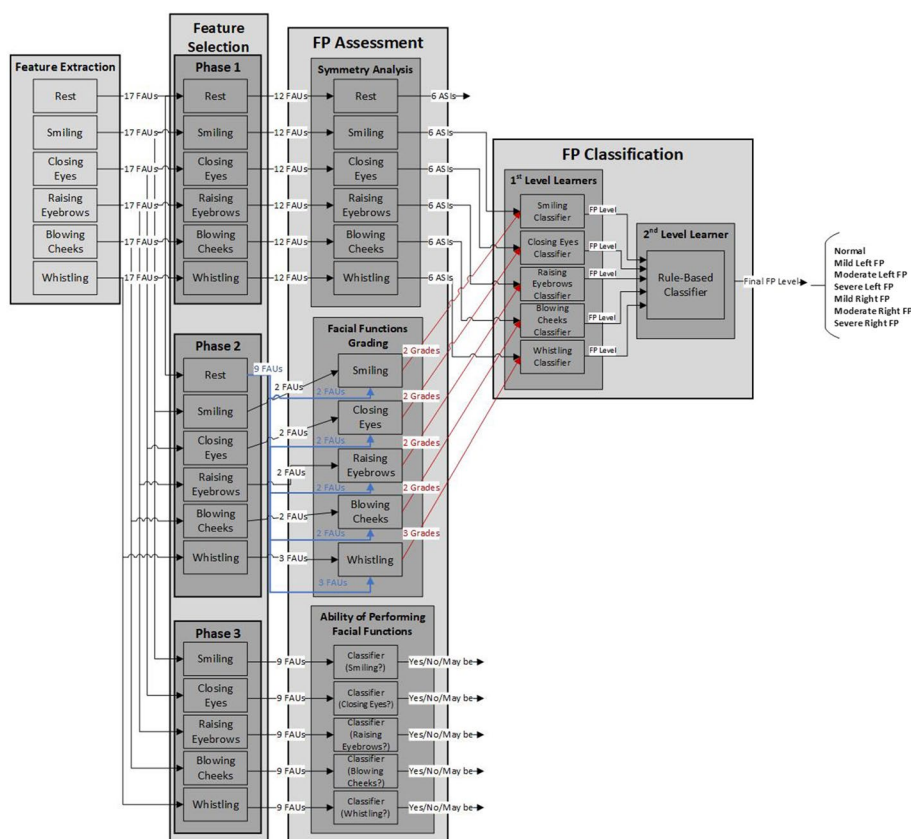 Feature Extraction
Rest
Smiling
Closing
Eyes
Raising
Eyebrows
Blowing
Cheeks
Whistling
17 FAUs
17 FAUs
17 FAUs
17 FAUs
17 FAUs
17 FAUs
Feature
Selection
Phase 1
Rest
Smiling
Closing
Eyes
Raising
Eyebrows
Blowing
Cheeks
Whistling
12 FAUs
12 FAUs
12 FAUs
12 FAUs
12 FAUs
12 FAUs
Phase 2
Rest
Smiling
Closing
Eyes
Raising
Eyebrows
Blowing
Cheeks
Whistling
9 FAUs
2 FAUs
2 FAUs
2 FAUs
2 FAUs
3 FAUs
Phase 3
Smiling
Closing
Eyes
Raising
Eyebrows
Blowing
Cheeks
Whistling
9 FAUs
9 FAUs
9 FAUs
9 FAUs
9 FAUs
FP Assessment
Symmetry Analysis
Rest
Smiling
Closing
Eyes
Raising
Eyebrows
Blowing
Cheeks
Whistling
6 ASIs
6 ASIs
6 ASIs
6 ASIs
6 ASIs
6 ASIs
Facial Functions
Grading
Smiling
2 FAUs
Closing
Eyes
2 FAUs
Raising
Eyebrows
2 FAUs
Blowing
Cheeks
2 FAUs
Whistling
3 FAUs
2 Grades
2 Grades
2 Grades
2 Grades
3 Grades
Ability of Performing
Facial Functions
Classifier
(Smiling?)
Classifier
(Closing Eyes?)
Classifier
(Raising
Eyebrows?)
Classifier
(Blowing
Cheeks?)
Classifier
(Whistling?)
Yes/No/May be
Yes/No/May be
Yes/No/May be
Yes/No/May be
Yes/No/May be
FP Classification
1st Level Learners
Smiling
Classifier
Closing Eyes
Classifier
Raising
Eyebrows
Classifier
Blowing
Cheeks
Classifier
Whistling
Classifier
FP Level
FP Level
FP Level
FP Level
FP Level
2nd Level Learner
Rule-Based
Classifier
Final FP Level
Normal
Mild Left FP
Moderate Left FP
Severe Left FP
Mild Right FP
Moderate Right FP
Severe Right FP